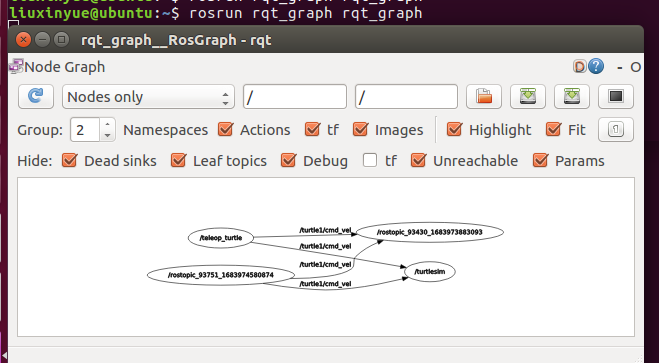 liuxinyue@ubuntu:~$ rosrun rqt_graph rqt_graph
rqt_graph__RosGraph - rqt
Node Graph
D ? - O
Nodes only / /
Group: 2 Namespaces Actions tf Images Highlight Fit
Hide: Dead sinks Leaf topics Debug tf Unreachable Params
/teleop_turtle
/turtle1/cmd_vel
/rostopic_93430_1683973883093
/turtle1/cmd_vel
/rostopic_93751_1683974580874
/turtle1/cmd_vel
/turtlesim
/turtle1/cmd_vel